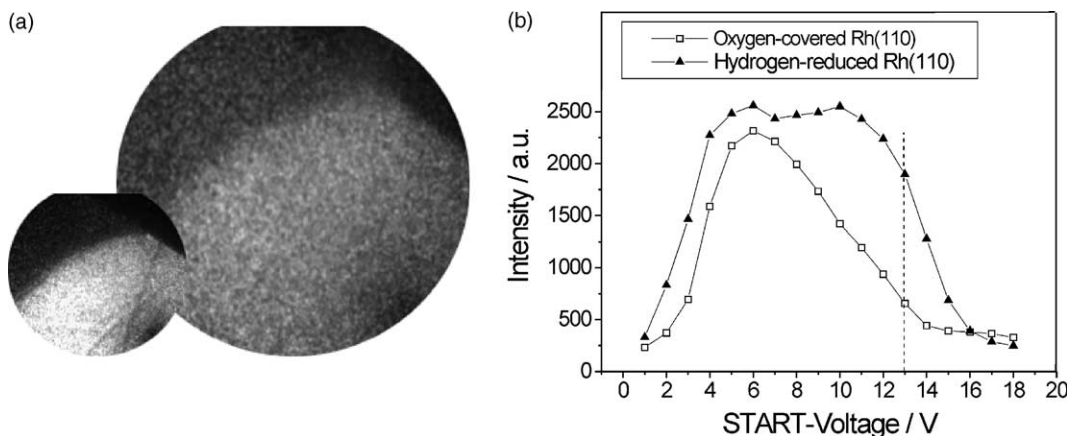 (a)
(b)
Oxygen-covered Rh(110)
Hydrogen-reduced Rh(110)
Intensity / a.u.
2500
2000
1500
1000
500
0
0 2 4 6 8 10 12 14 16 18 20
START-Voltage / V